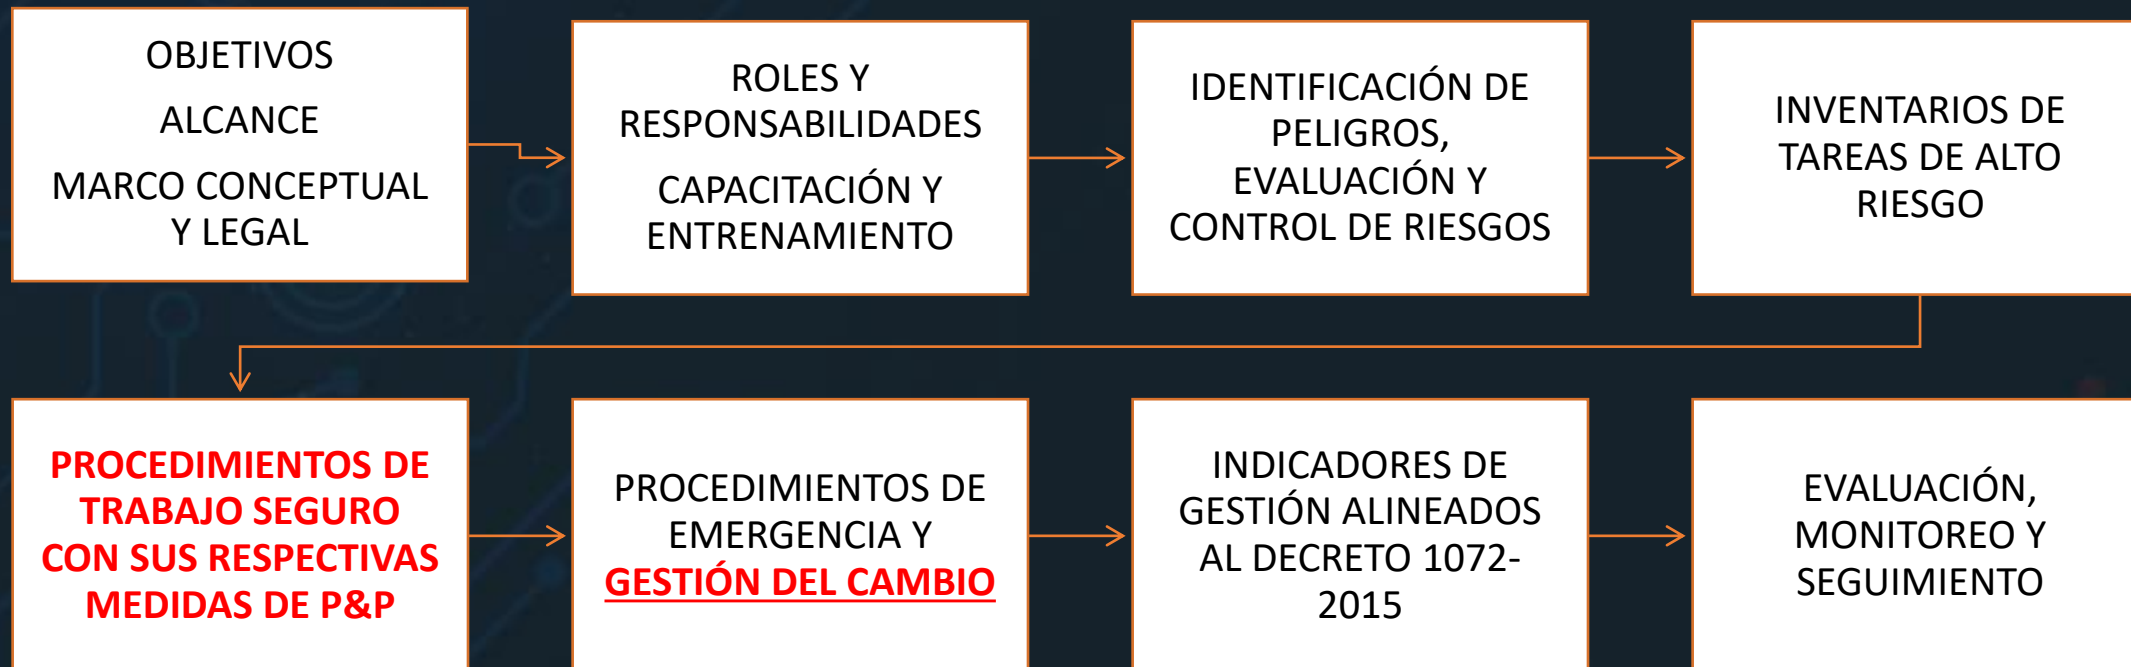 OBJETIVOS
ALCANCE
MARCO CONCEPTUAL
Y LEGAL
ROLES Y
RESPONSABILIDADES
CAPACITACIÓN Y
ENTRENAMIENTO
IDENTIFICACIÓN DE
PELIGROS,
EVALUACIÓN Y
CONTROL DE RIESGOS
INVENTARIOS DE
TAREAS DE ALTO
RIESGO
PROCEDIMIENTOS DE
TRABAJO SEGURO
CON SUS RESPECTIVAS
MEDIDAS DE P&P
PROCEDIMIENTOS DE
EMERGENCIA Y
GESTIÓN DEL CAMBIO
INDICADORES DE
GESTIÓN ALINEADOS
AL DECRETO 1072-
2015
EVALUACIÓN,
MONITOREO Y
SEGUIMIENTO